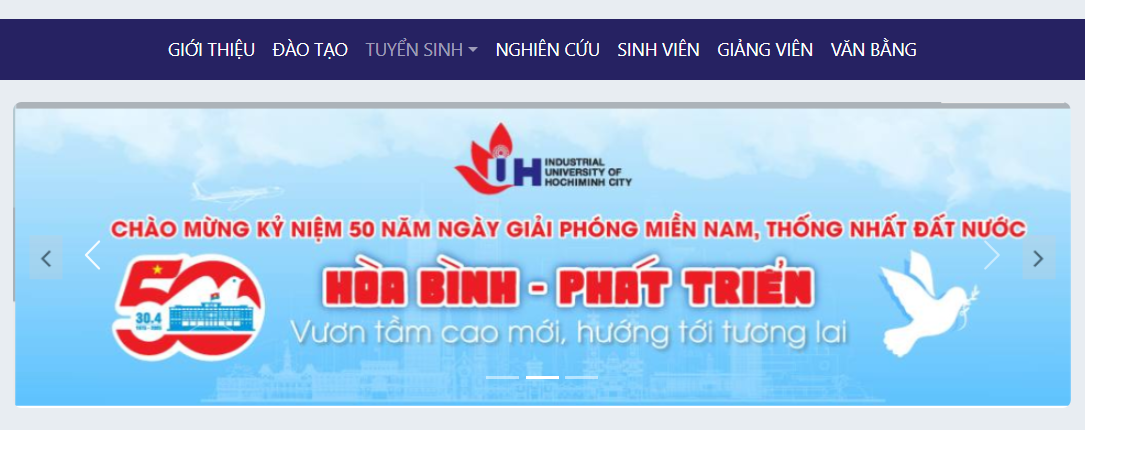 GIỚI THIỆU ĐÀO TẠO TUYỂN SINH NGHIÊN CỨU SINH VIÊN GIẢNG VIÊN VĂN BẰNG
IUH INDUSTRIAL
UNIVERSITY OF
HOCHIMINH CITY
CHÀO MỪNG KỶ NIỆM 50 NĂM NGÀY GIẢI PHÓNG MIỀN NAM, THỐNG NHẤT ĐẤT NƯỚC
50
30.4
HÒA BÌNH - PHÁT TRIỂN
Vươn tầm cao mới, hướng tới tương lai